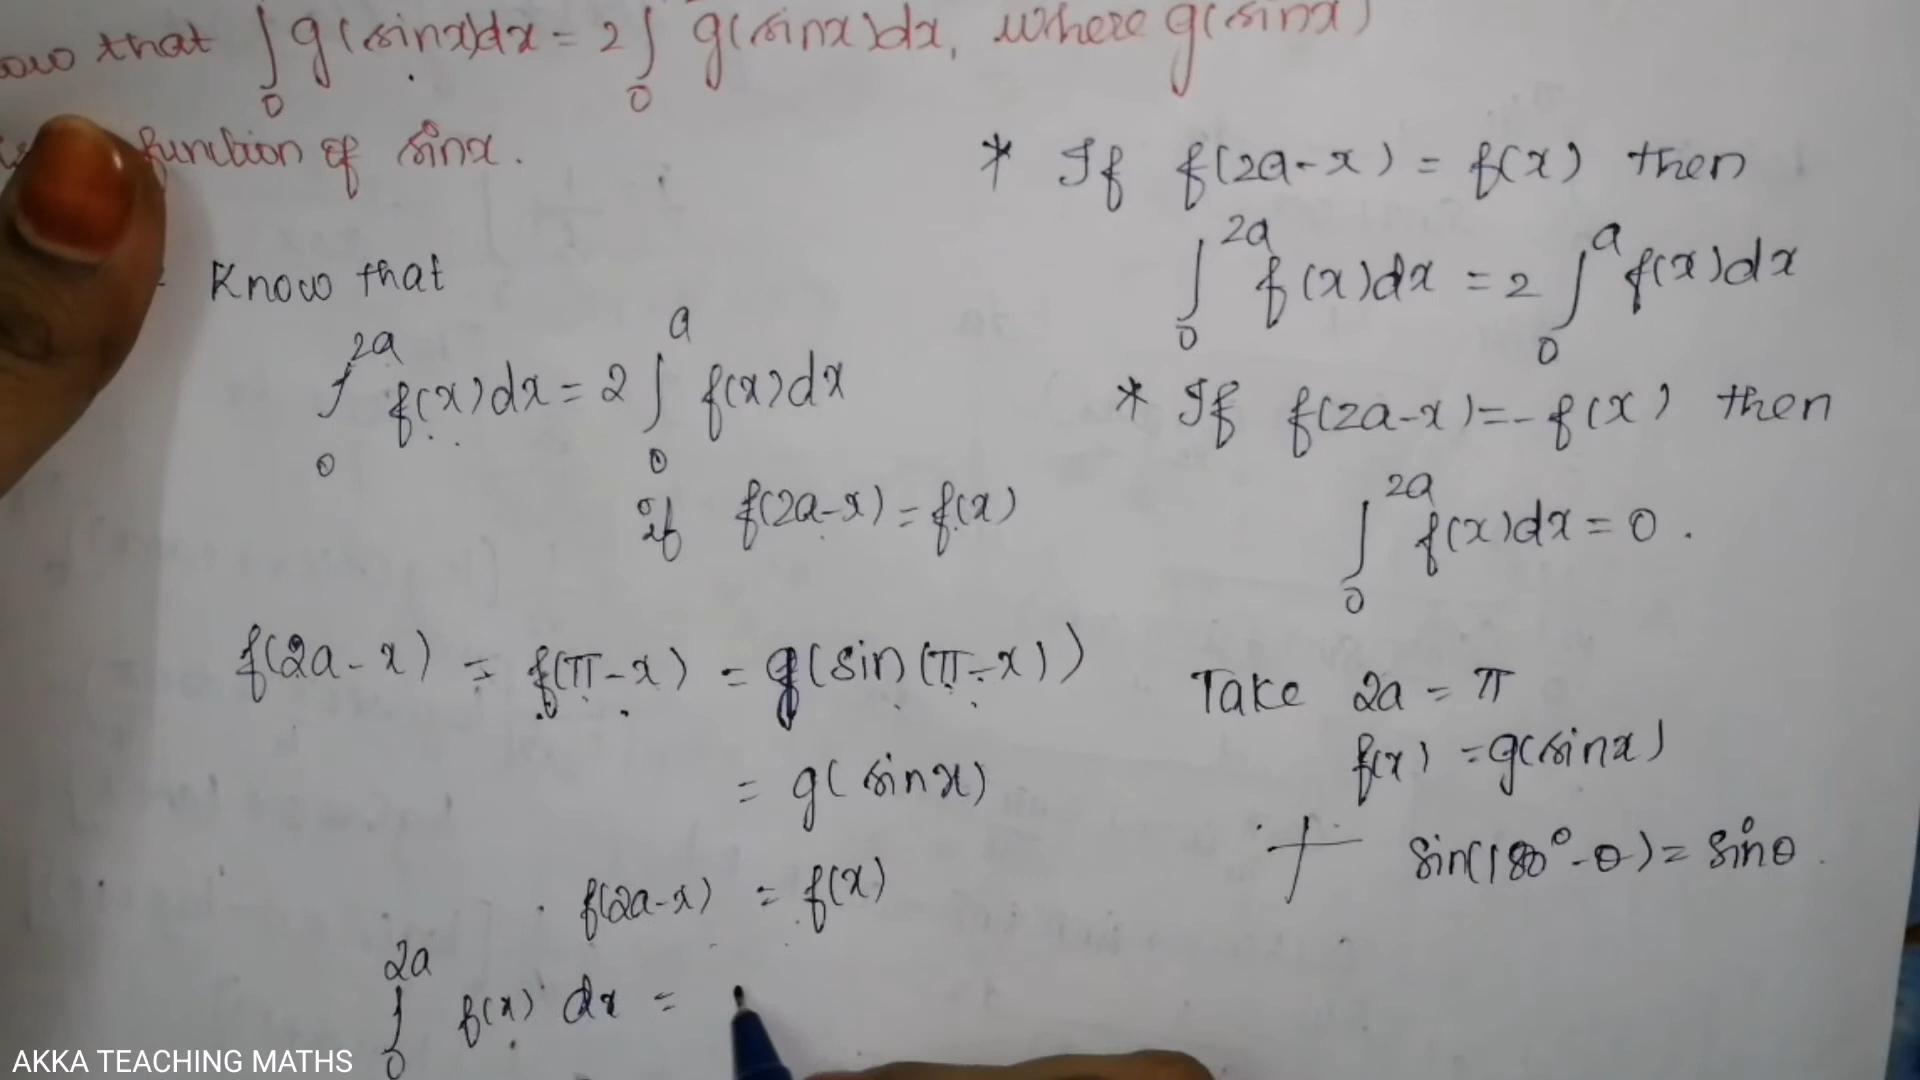 that ∫₀ g(sinx)dx = 2∫₀ g(sinx)dx, where g(sinx)
function of sinx.
Know that
∫₀²ᵃ f(x)dx = 2∫₀ᵃ f(x)dx
if f(2a-x) = f(x)
f(2a-x) = f(π-x) = g(sin(π-x))
= g(sinx)
f(2a-x) = f(x)
∫₀²ᵃ f(x) dx =
* If f(2a-x) = f(x) then
∫₀²ᵃ f(x)dx = 2∫₀ᵃ f(x)dx
* If f(2a-x) = -f(x) then
∫₀²ᵃ f(x)dx = 0.
Take 2a = π
f(x) = g(sinx)
sin(180°-θ) = sinθ
AKKA TEACHING MATHS